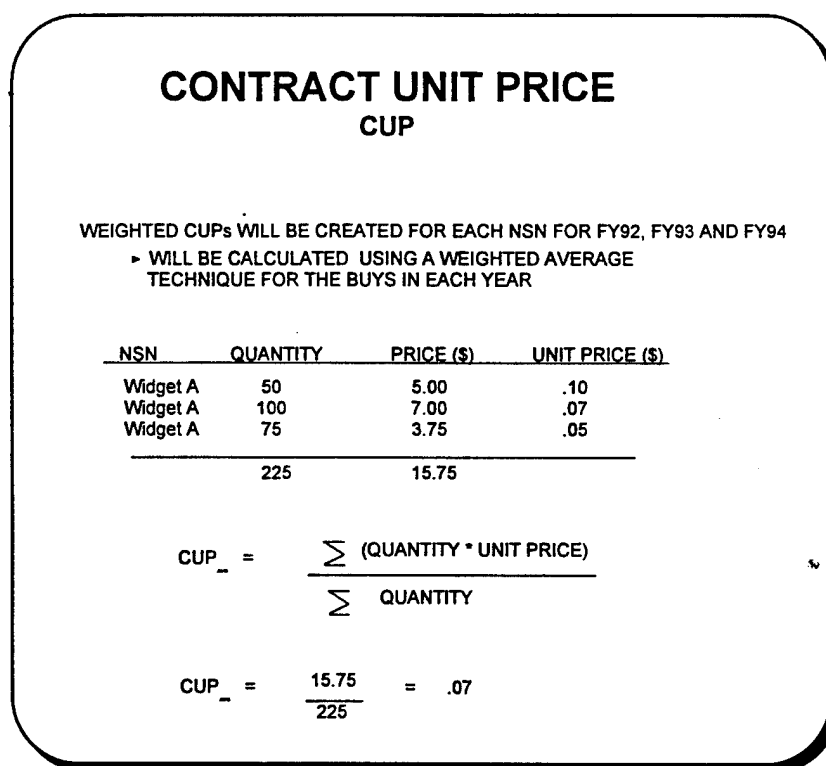 CONTRACT UNIT PRICE
CUP
WEIGHTED CUPs WILL BE CREATED FOR EACH NSN FOR FY92, FY93 AND FY94
► WILL BE CALCULATED USING A WEIGHTED AVERAGE
TECHNIQUE FOR THE BUYS IN EACH YEAR
NSN QUANTITY PRICE ($) UNIT PRICE ($)
Widget A 50 5.00 .10
Widget A 100 7.00 .07
Widget A 75 3.75 .05
225 15.75
CUP_ = ∑ (QUANTITY * UNIT PRICE)
∑ QUANTITY
CUP_ = 15.75 = .07
225